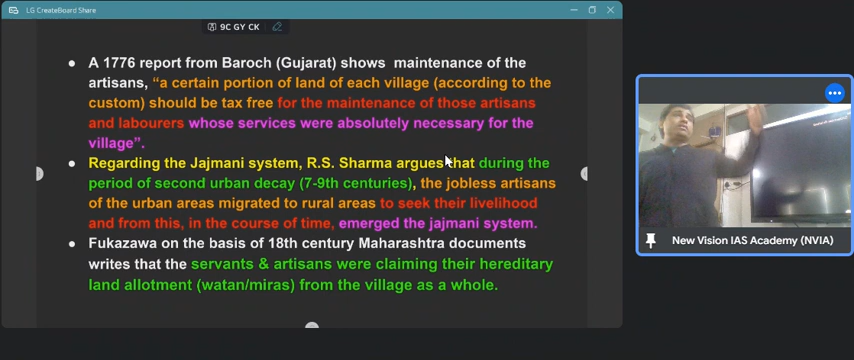 LG CreateBoard Share
9C GY CK
• A 1776 report from Baroch (Gujarat) shows maintenance of the
artisans, “a certain portion of land of each village (according to the
custom) should be tax free for the maintenance of those artisans
and labourers whose services were absolutely necessary for the
village”.
• Regarding the Jajmani system, R.S. Sharma argues that during the
period of second urban decay (7-9th centuries), the jobless artisans
of the urban areas migrated to rural areas to seek their livelihood
and from this, in the course of time, emerged the jajmani system.
• Fukazawa on the basis of 18th century Maharashtra documents
writes that the servants & artisans were claiming their hereditary
land allotment (watan/miras) from the village as a whole.
New Vision IAS Academy (NVIA)